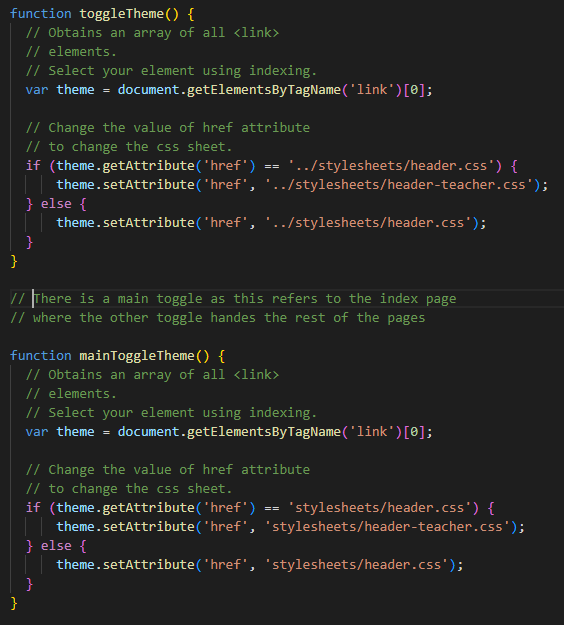 function toggleTheme() {
// Obtains an array of all <link>
// elements.
// Select your element using indexing.
var theme = document.getElementsByTagName('link')[0];
// Change the value of href attribute
// to change the css sheet.
if (theme.getAttribute('href') == '../stylesheets/header.css') {
theme.setAttribute('href', '../stylesheets/header-teacher.css');
} else {
theme.setAttribute('href', '../stylesheets/header.css');
}
}
// There is a main toggle as this refers to the index page
// where the other toggle handes the rest of the pages
function mainToggleTheme() {
// Obtains an array of all <link>
// elements.
// Select your element using indexing.
var theme = document.getElementsByTagName('link')[0];
// Change the value of href attribute
// to change the css sheet.
if (theme.getAttribute('href') == 'stylesheets/header.css') {
theme.setAttribute('href', 'stylesheets/header-teacher.css');
} else {
theme.setAttribute('href', 'stylesheets/header.css');
}
}